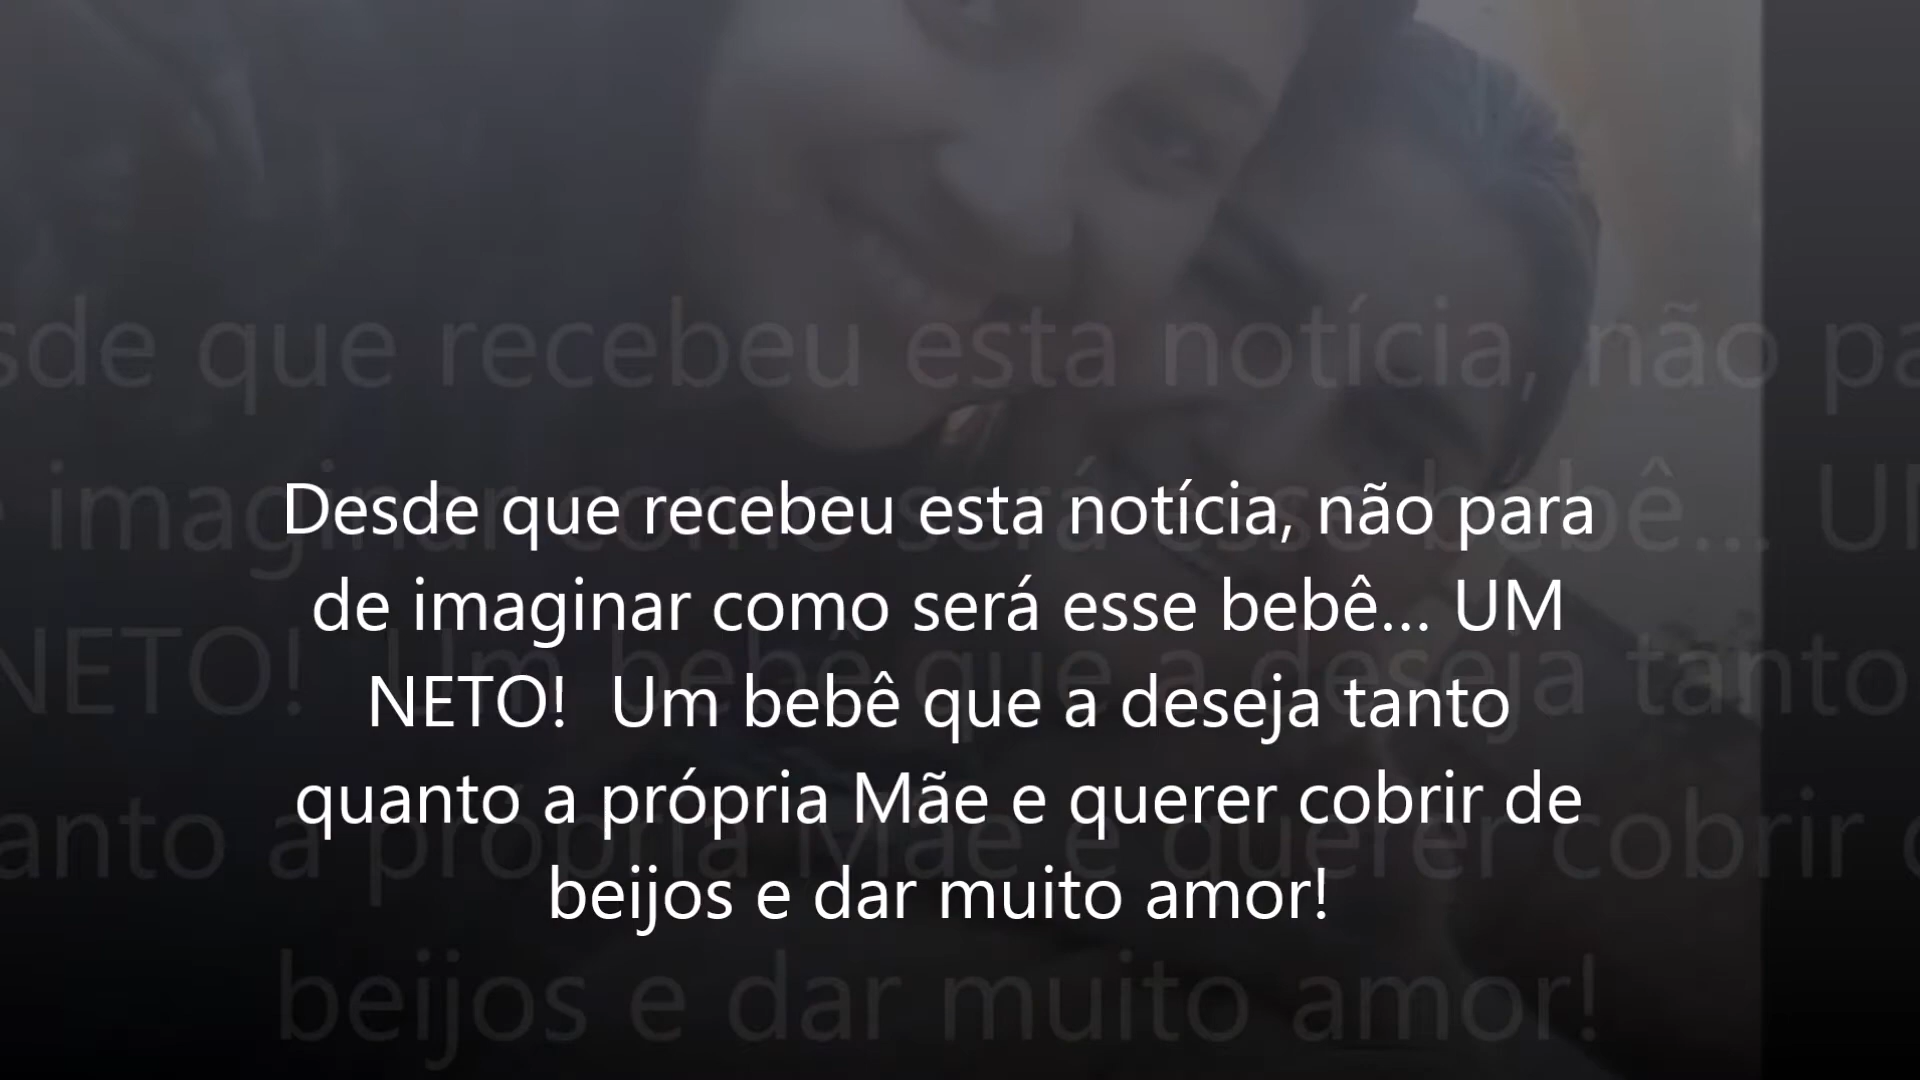 Desde que recebeu esta notícia, não para
de imaginar como será esse bebê... UM
NETO!  Um bebê que a deseja tanto
quanto a própria Mãe e querer cobrir de
beijos e dar muito amor!